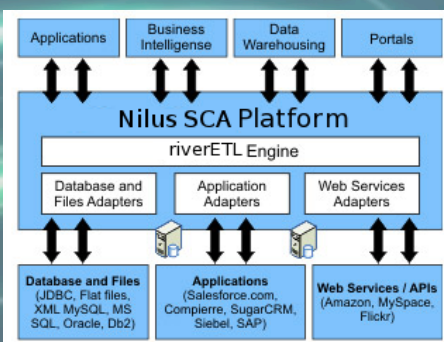 Applications
Business
Intelligense
Data
Warehousing
Portals
Nilus SCA Platform
riverETL Engine
Database and
Files Adapters
Application
Adapters
Web Services
Adapters
Database and Files
(JDBC, Flat files,
XML MySQL, MS
SQL, Oracle, Db2)
Applications
(Salesforce.com,
Compierre, SugarCRM,
Siebel, SAP)
Web Services / APIs
(Amazon, MySpace,
Flickr)